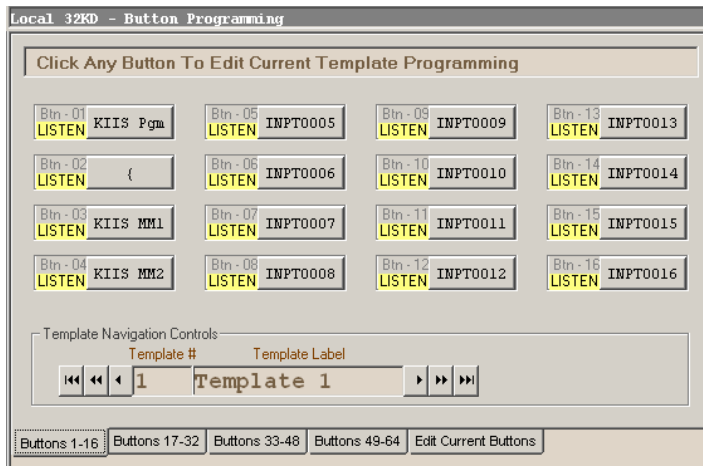 Local 32KD - Button Programming
Click Any Button To Edit Current Template Programming
Btn - 01 LISTEN KIIS Pgm
Btn - 05 LISTEN INPT0005
Btn - 09 LISTEN INPT0009
Btn - 13 LISTEN INPT0013
Btn - 02 LISTEN {
Btn - 06 LISTEN INPT0006
Btn - 10 LISTEN INPT0010
Btn - 14 LISTEN INPT0014
Btn - 03 LISTEN KIIS MM1
Btn - 07 LISTEN INPT0007
Btn - 11 LISTEN INPT0011
Btn - 15 LISTEN INPT0015
Btn - 04 LISTEN KIIS MM2
Btn - 08 LISTEN INPT0008
Btn - 12 LISTEN INPT0012
Btn - 16 LISTEN INPT0016
Template Navigation Controls
Template # Template Label
1 Template 1
Buttons 1-16 Buttons 17-32 Buttons 33-48 Buttons 49-64 Edit Current Buttons